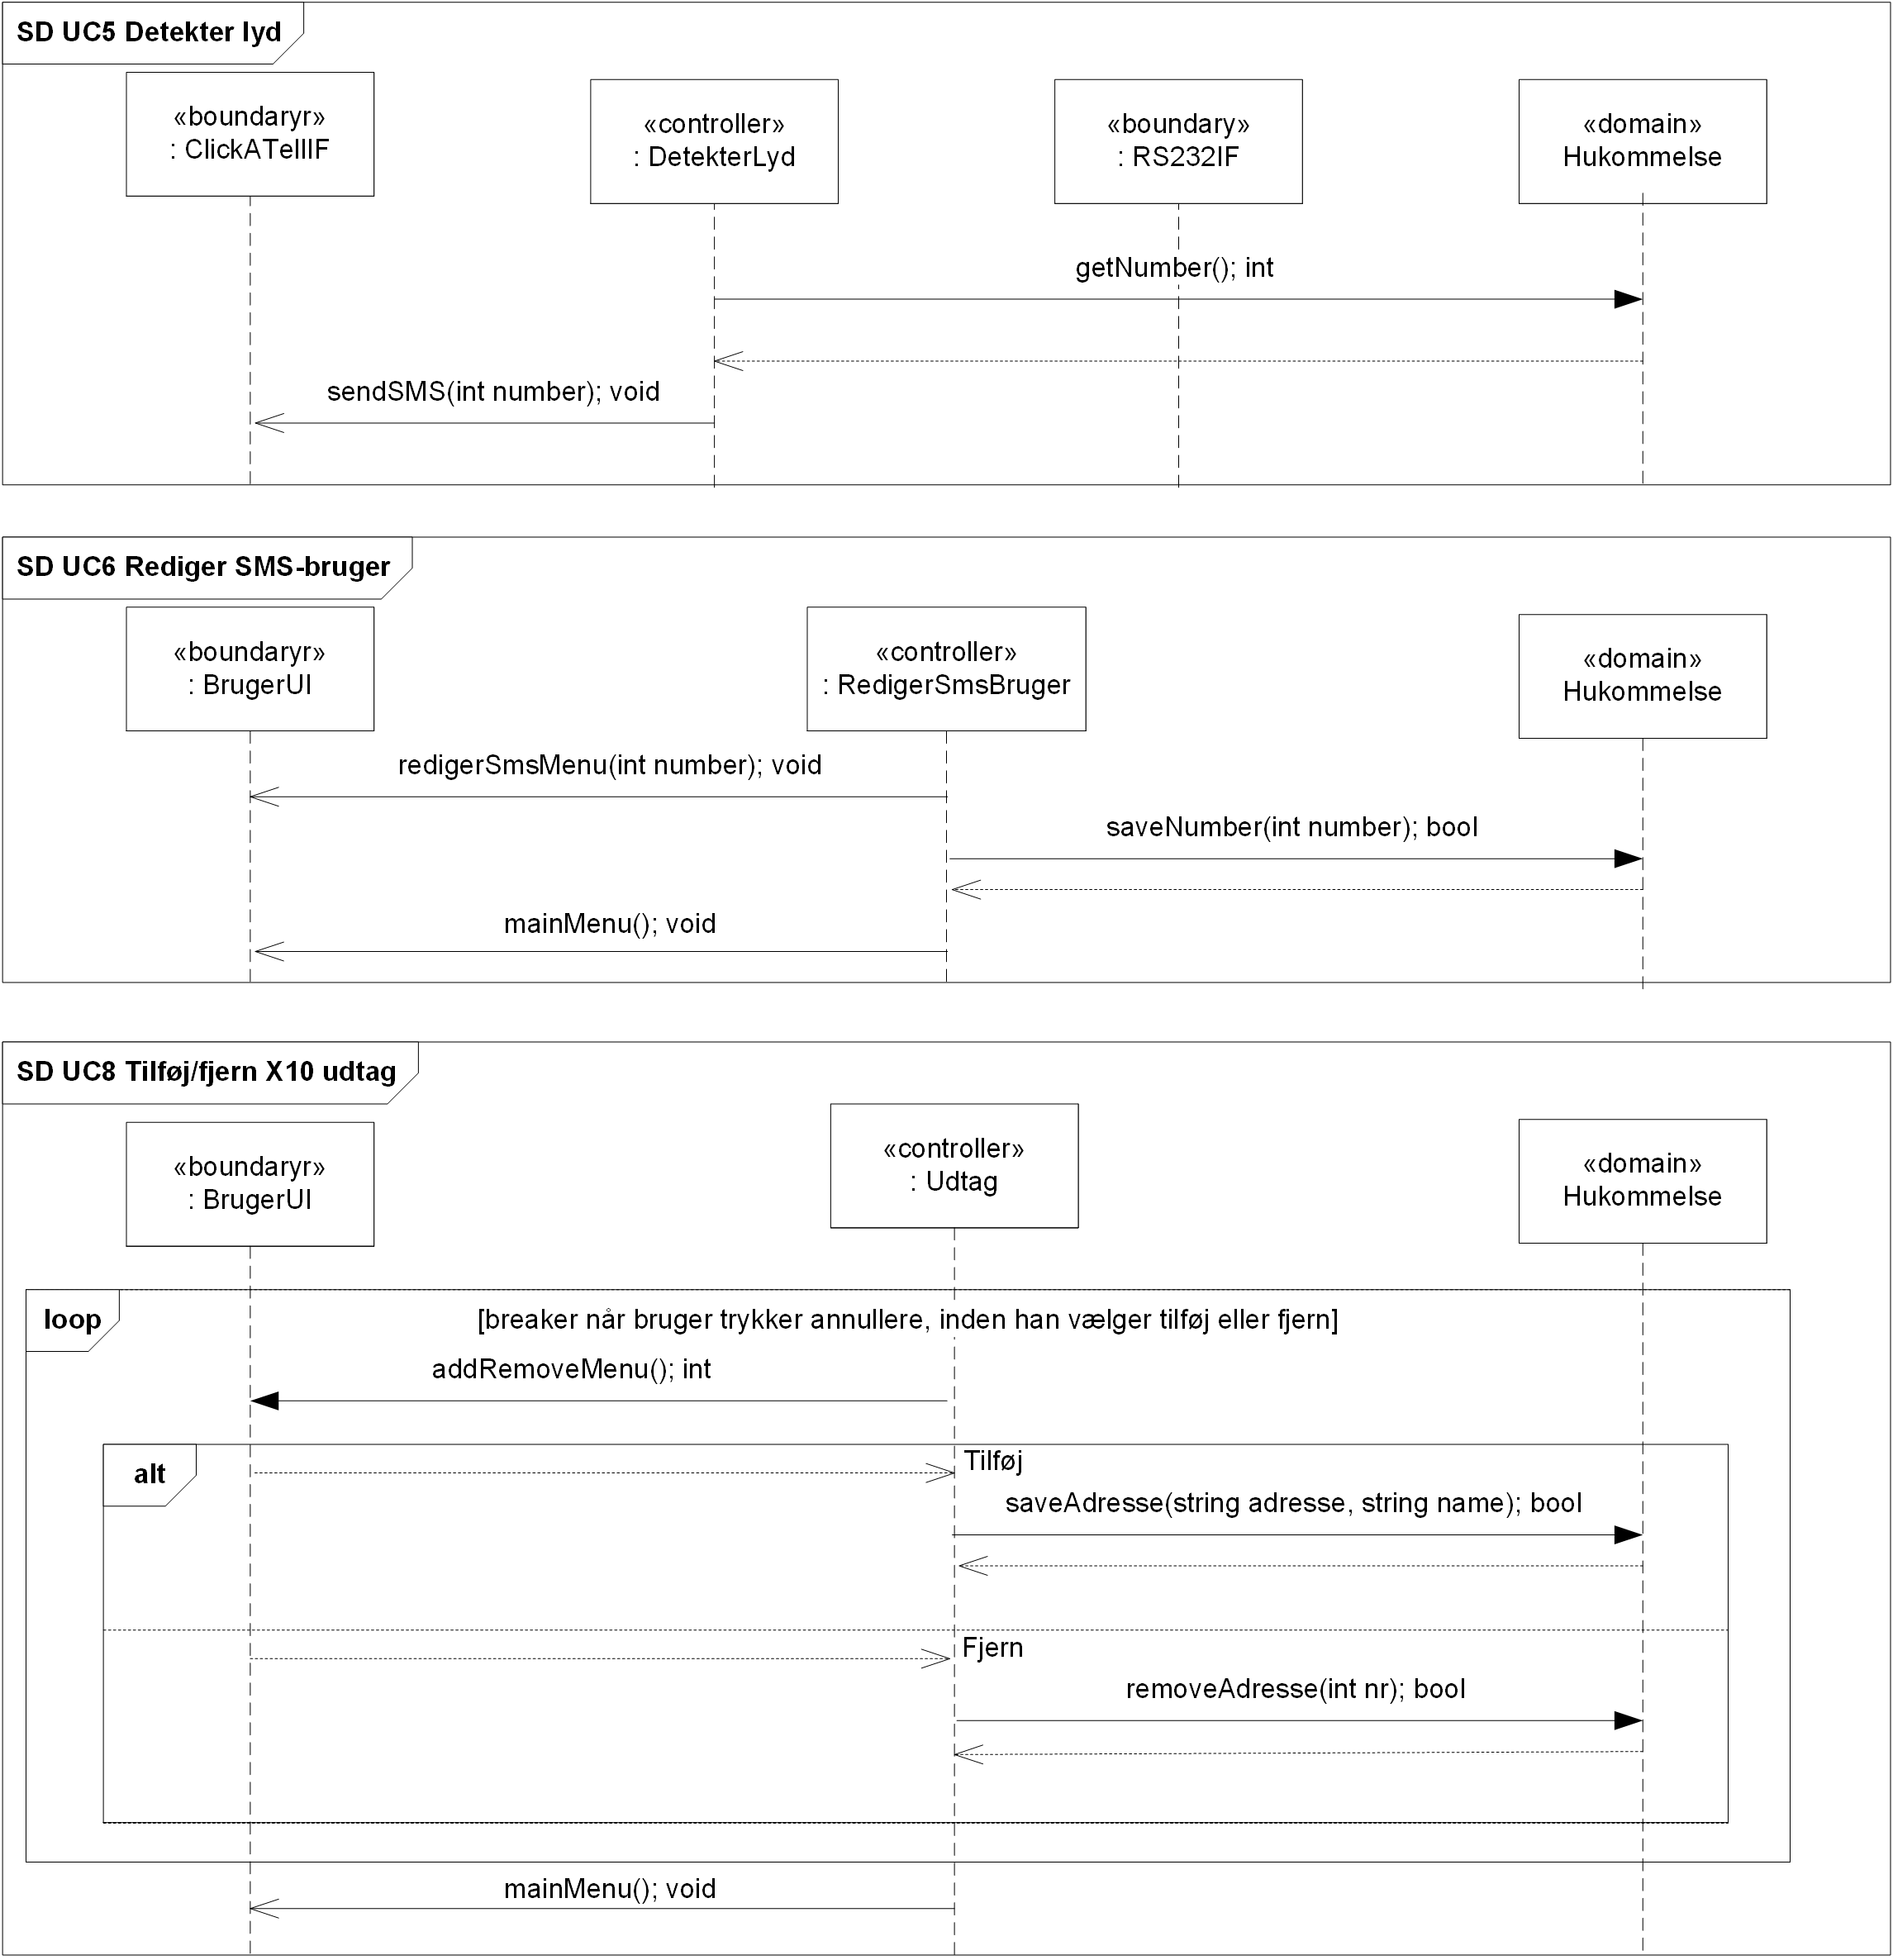 SD UC5 Detekter lyd
«boundaryr»
: ClickATellIF
«controller»
: DetekterLyd
«boundary»
: RS232IF
«domain»
Hukommelse
getNumber(); int
sendSMS(int number); void
SD UC6 Rediger SMS-bruger
«boundaryr»
: BrugerUI
«controller»
: RedigerSmsBruger
«domain»
Hukommelse
redigerSmsMenu(int number); void
saveNumber(int number); bool
mainMenu(); void
SD UC8 Tilføj/fjern X10 udtag
«boundaryr»
: BrugerUI
«controller»
: Udtag
«domain»
Hukommelse
loop
[breaker når bruger trykker annullere, inden han vælger tilføj eller fjern]
addRemoveMenu(); int
alt
Tilføj
saveAdresse(string adresse, string name); bool
Fjern
removeAdresse(int nr); bool
mainMenu(); void